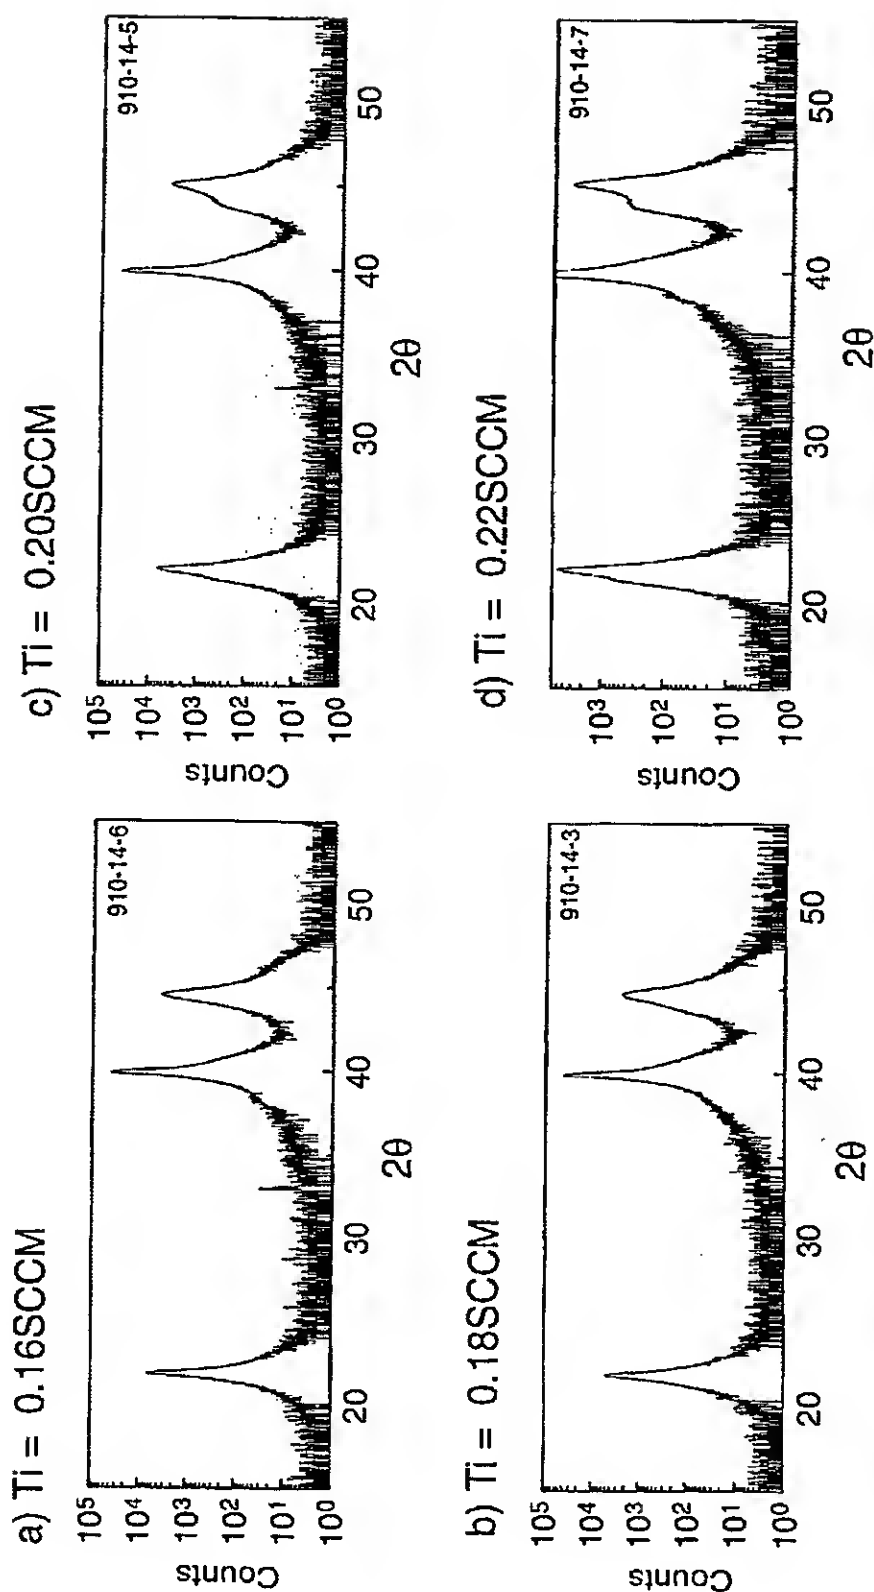 a) Ti = 0.16SCCM
910-14-6
10⁵
10⁴
10³
10²
10¹
10⁰
Counts
20 30 40 50
2θ
b) Ti = 0.18SCCM
910-14-3
10⁵
10⁴
10³
10²
10¹
10⁰
Counts
20 30 40 50
2θ
c) Ti = 0.20SCCM
910-14-5
10⁵
10⁴
10³
10²
10¹
10⁰
Counts
20 30 40 50
2θ
d) Ti = 0.22SCCM
910-14-7
10³
10²
10¹
10⁰
Counts
20 30 40 50
2θ